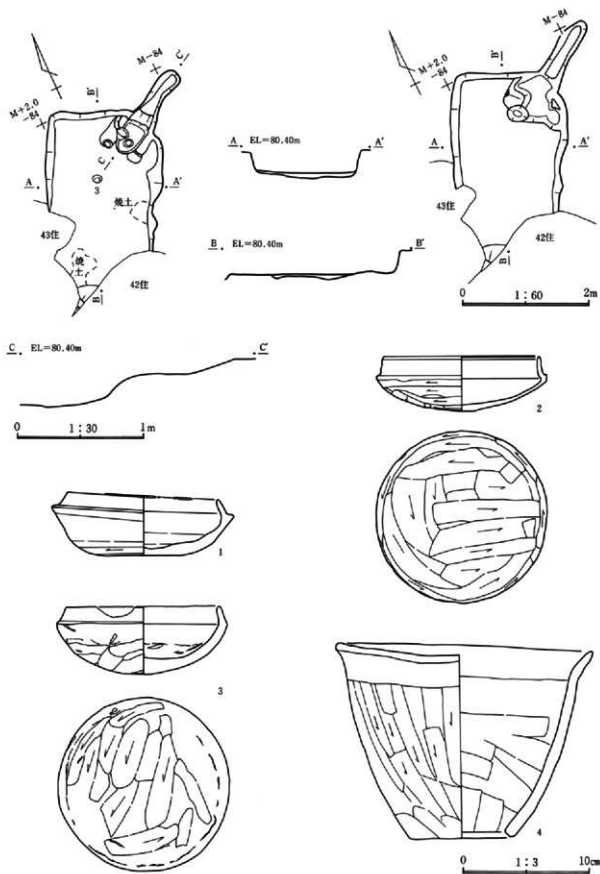 M-84
C'
B'
M+2.0
-84
C
A
3
A'
焼土
43住
焼
土
B
42住
A EL=80.40m A'
B EL=80.40m B'
M-84
B'
M+2.0
-84
A
A'
43住
B
42住
0 1:60 2m
C EL=80.40m C'
0 1:30 1m
1
2
3
4
0 1:3 10cm